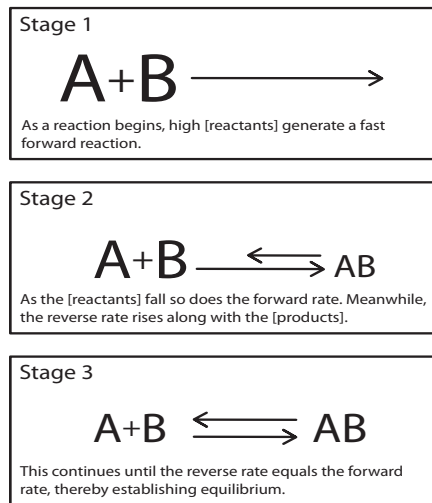 Stage 1
A+B
As a reaction begins, high [reactants] generate a fast
forward reaction.
Stage 2
A+B AB
As the [reactants] fall so does the forward rate. Meanwhile,
the reverse rate rises along with the [products].
Stage 3
A+B AB
This continues until the reverse rate equals the forward
rate, thereby establishing equilibrium.